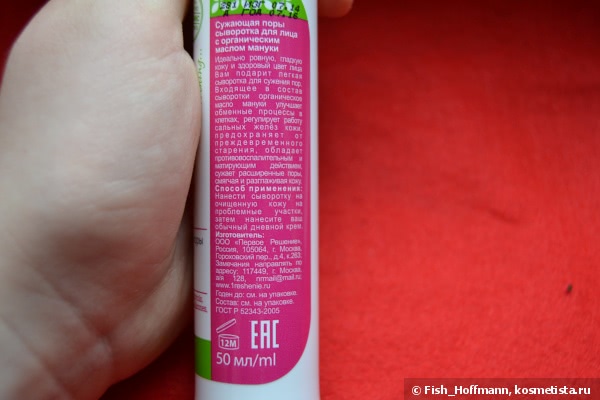 Сужающая поры
сыворотка для лица
с органическим
маслом мануки
Идеально ровную, гладкую
кожу и здоровый цвет лица
Вам подарит легкая
сыворотка для сужения пор.
Входящее в состав
сыворотки органическое
масло мануки улучшает
обменные процессы в
клетках, регулирует работу
сальных желёз кожи,
предохраняет от
преждевременного
старения, обладает
противовоспалительным и
матирующим действием,
сужает расширенные поры,
смягчая и разглаживая кожу.
Способ применения:
Нанести сыворотку на
очищенную кожу на
проблемные участки,
затем нанесите ваш
обычный дневной крем.
Изготовитель:
ООО «Первое Решение»,
Россия, 105064, г. Москва,
Гороховский пер., д.4, к.263.
Замечания направлять по
адресу: 117449, г. Москва,
а/я 128, nrmail@mail.ru
www.1reshenie.ru
Годен до: см. на упаковке.
Состав: см. на упаковке.
ГОСТ Р 52343-2005
12М
ЕАС
50 мл/ml
© Fish_Hoffmann, kosmetista.ru